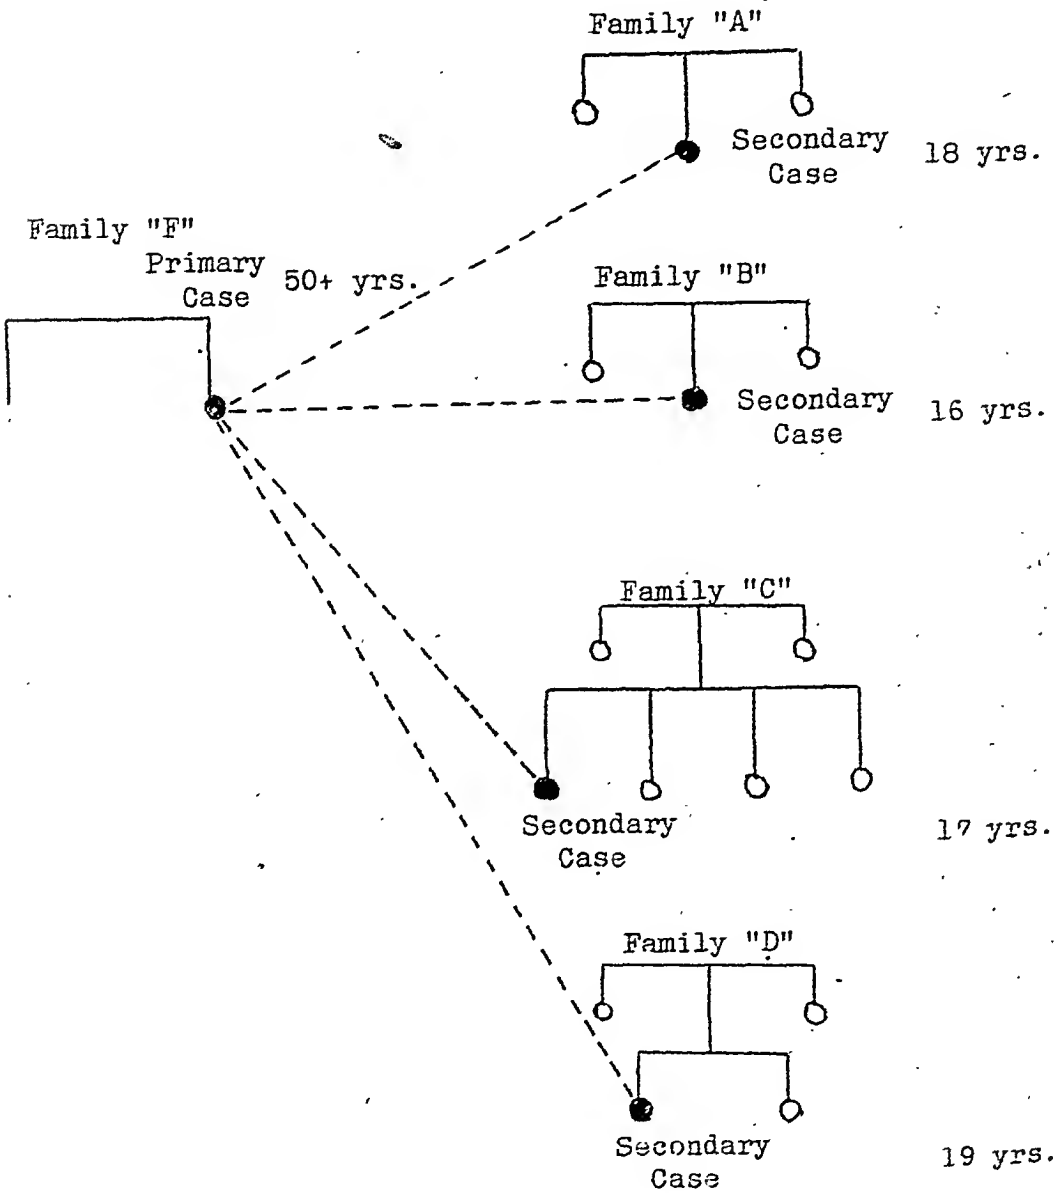 Family "A"
Secondary
Case
18 yrs.
Family "F"
Primary
Case
50+ yrs.
Family "B"
Secondary
Case
16 yrs.
Family "C"
Secondary
Case
17 yrs.
Family "D"
Secondary
Case
19 yrs.